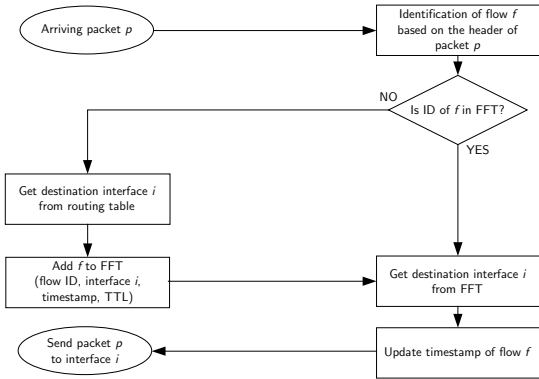 Arriving packet p
Identification of flow f
based on the header of
packet p
Is ID of f in FFT?
NO
YES
Get destination interface i
from routing table
Add f to FFT
(flow ID, interface i,
timestamp, TTL)
Get destination interface i
from FFT
Send packet p
to interface i
Update timestamp of flow f